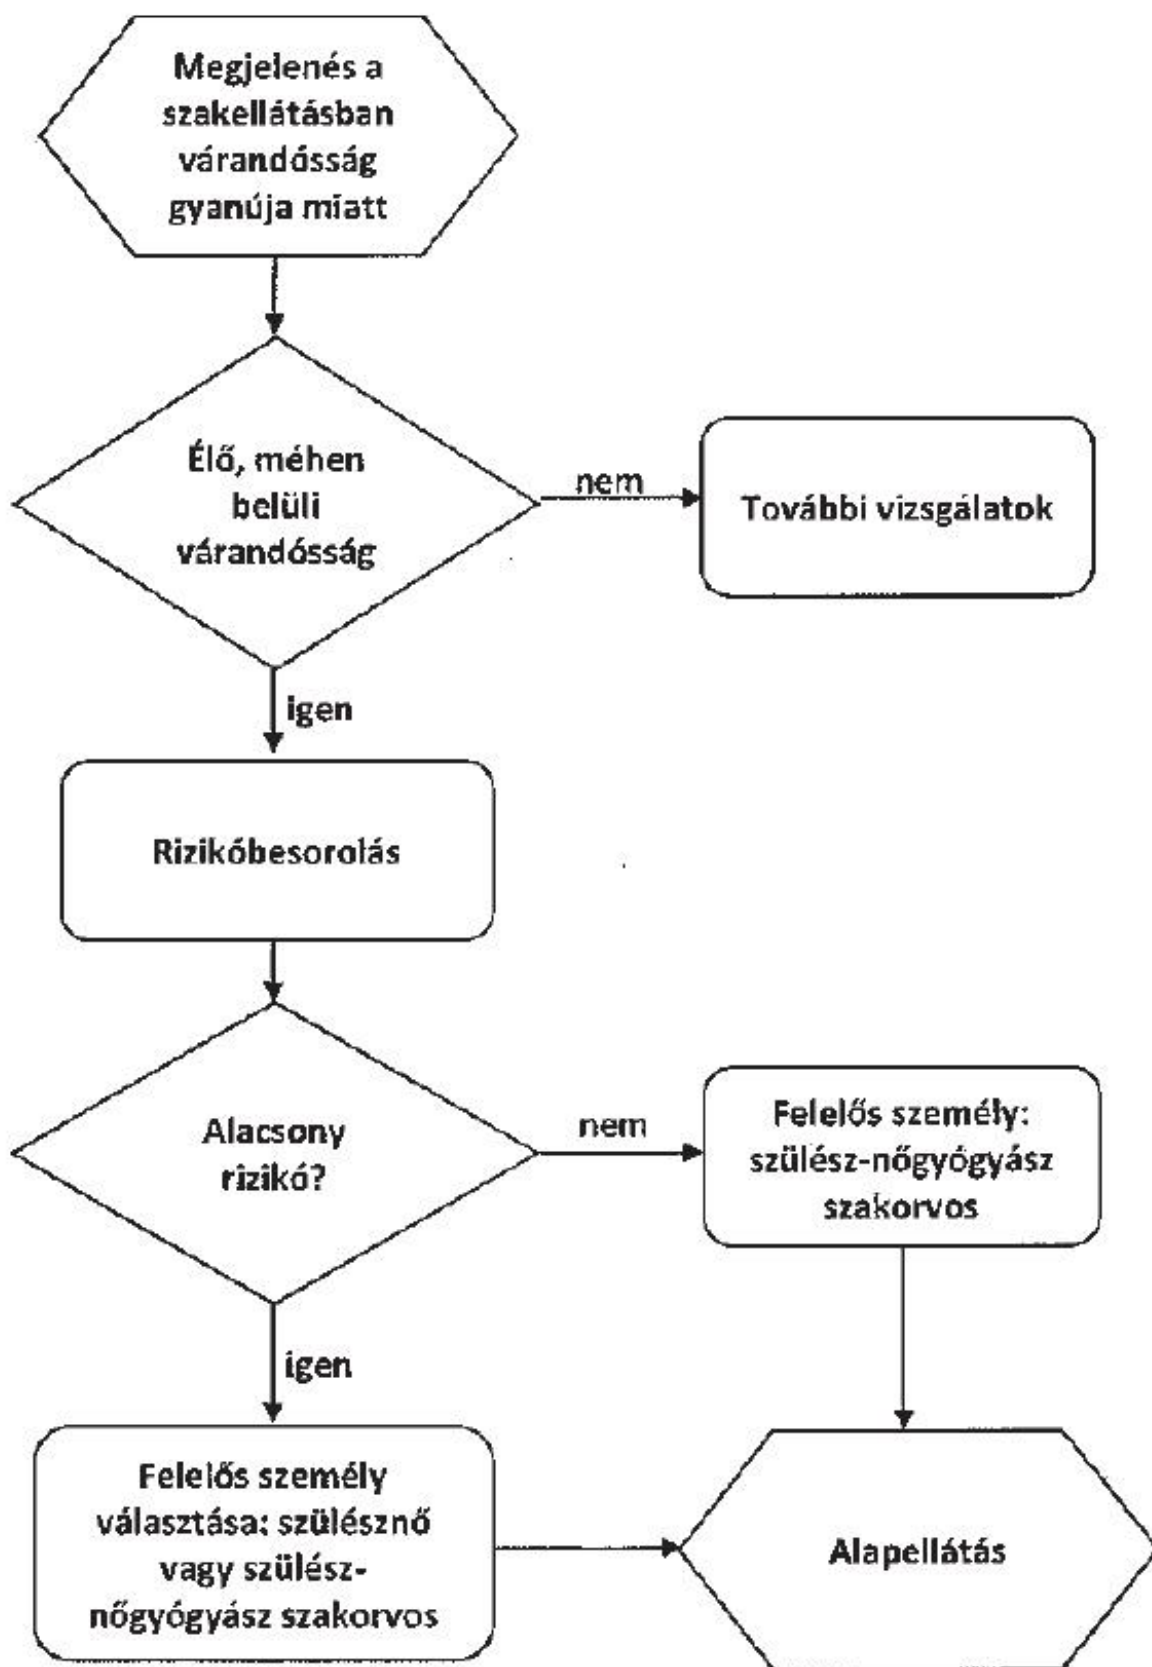 Megjelenés a
szakellátásban
várandósság
gyanúja miatt
Élő, méhen
belüli
várandósság
nem
További vizsgálatok
igen
Rizikóbesorolás
Alacsony
rizikó?
nem
Felelős személy:
szülész-nőgyógyász
szakorvos
igen
Felelős személy
választása: szülésznő
vagy szülész-
nőgyógyász szakorvos
Alapellátás